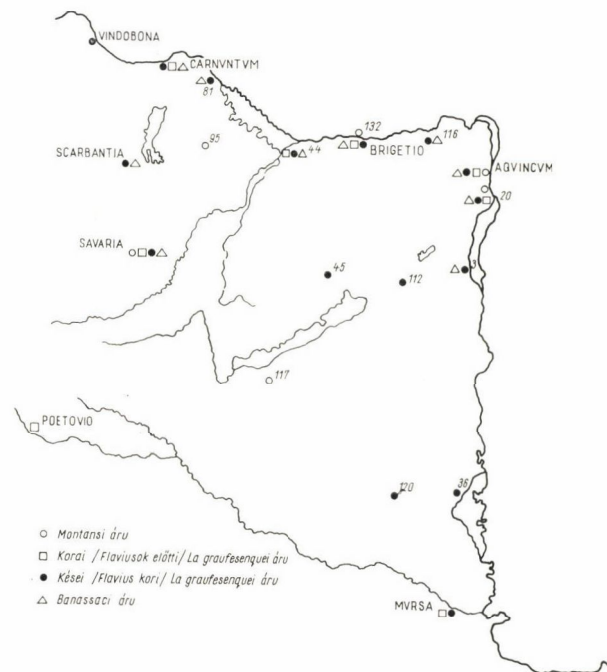 VINDOBONA
CARNVNTVM
81
132
95
116
SCARBANTIA
44
BRIGETIO
AQVINCVM
20
SAVARIA
3
45
112
117
POETOVIO
120
36
Montansi áru
Korai /Flaviusok előtti/ La graufesenquei áru
Kései /Flavius kori/ La graufesenquei áru
Banassaci áru
MVRSA